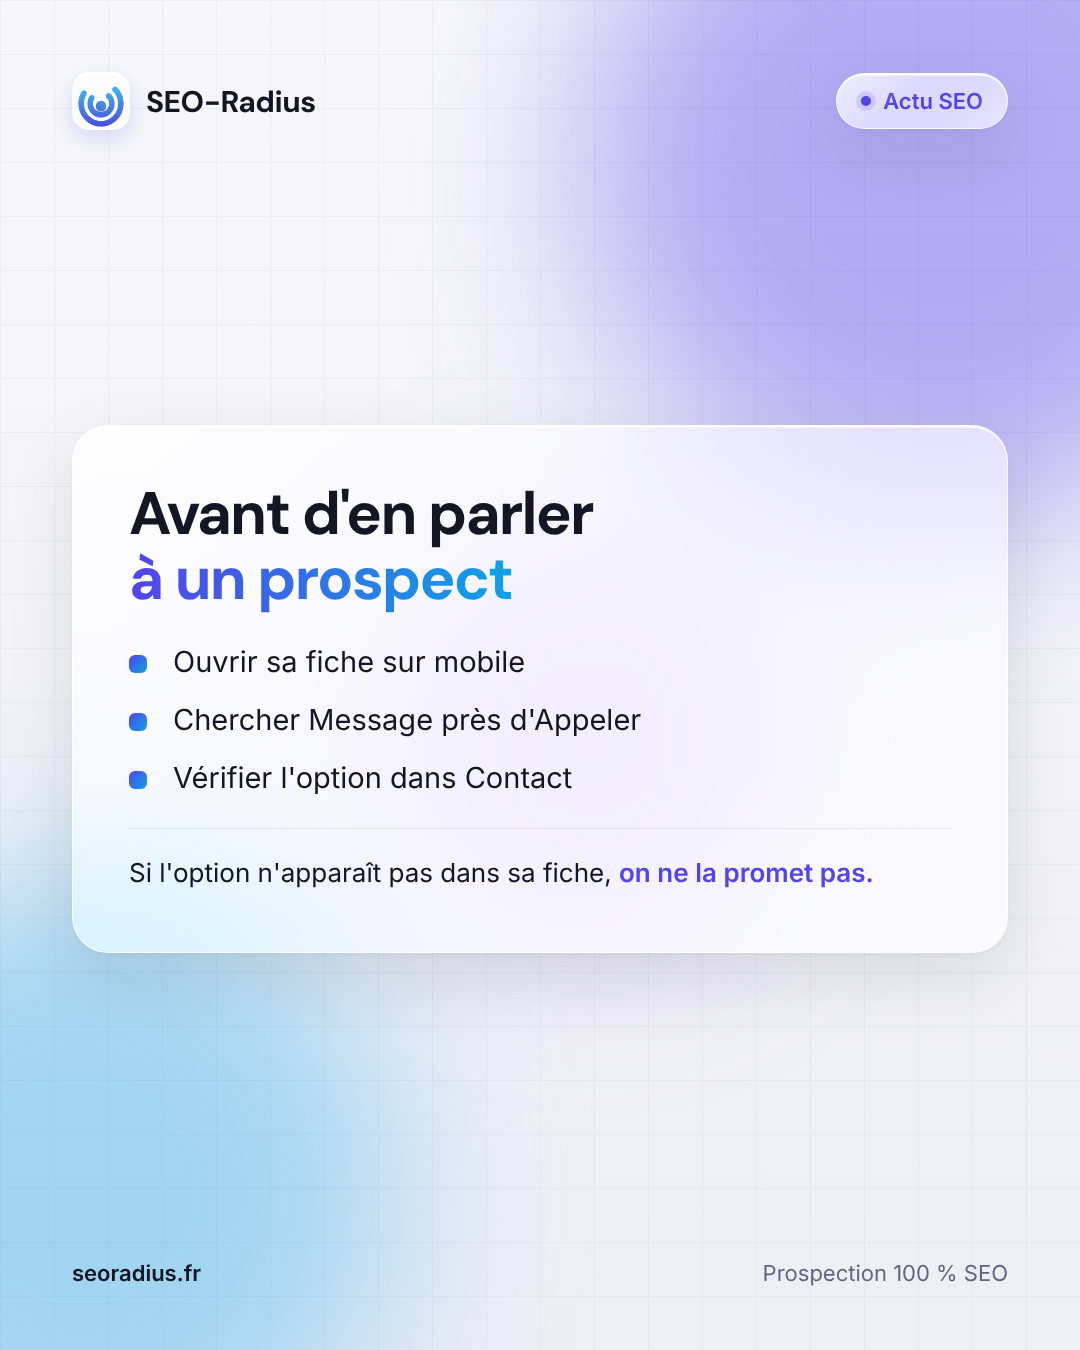 SEO-Radius
Actu SEO
Avant d'en parler
à un prospect
Ouvrir sa fiche sur mobile
Chercher Message près d'Appeler
Vérifier l'option dans Contact
Si l'option n'apparaît pas dans sa fiche, on ne la promet pas.
seoradius.fr
Prospection 100 % SEO